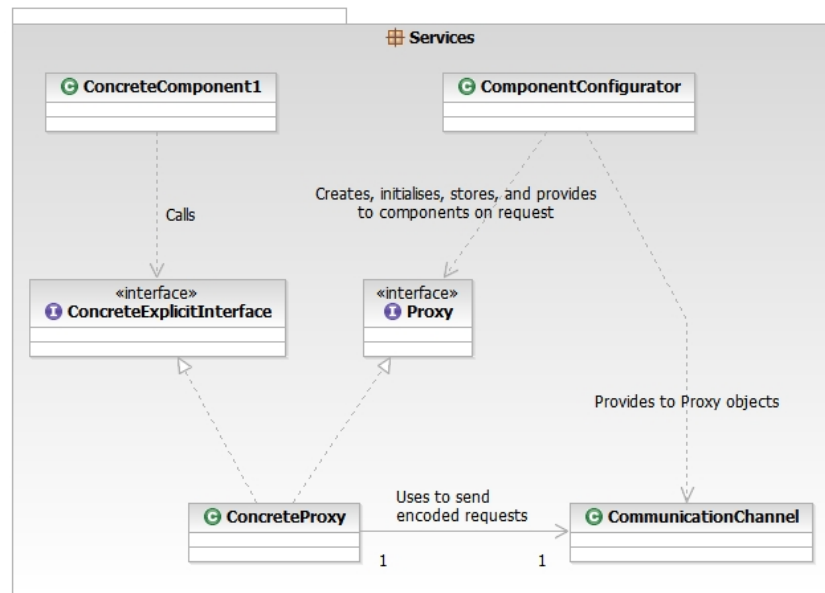 Services
ConcreteComponent1
ComponentConfigurator
Creates, initialises, stores, and provides
to components on request
Calls
«interface»
ConcreteExplicitInterface
«interface»
Proxy
Provides to Proxy objects
Uses to send
encoded requests
ConcreteProxy
CommunicationChannel
1
1